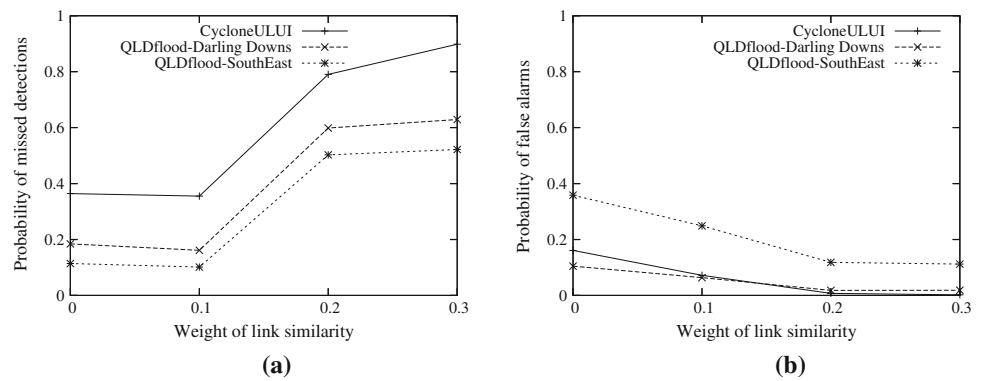 1
0.8
0.6
0.4
0.2
0
Probability of missed detections
CycloneULUI
QLDflood-Darling Downs
QLDflood-SouthEast
0 0.1 0.2 0.3
Weight of link similarity
(a)
1
0.8
0.6
0.4
0.2
0
Probability of false alarms
CycloneULUI
QLDflood-Darling Downs
QLDflood-SouthEast
0 0.1 0.2 0.3
Weight of link similarity
(b)